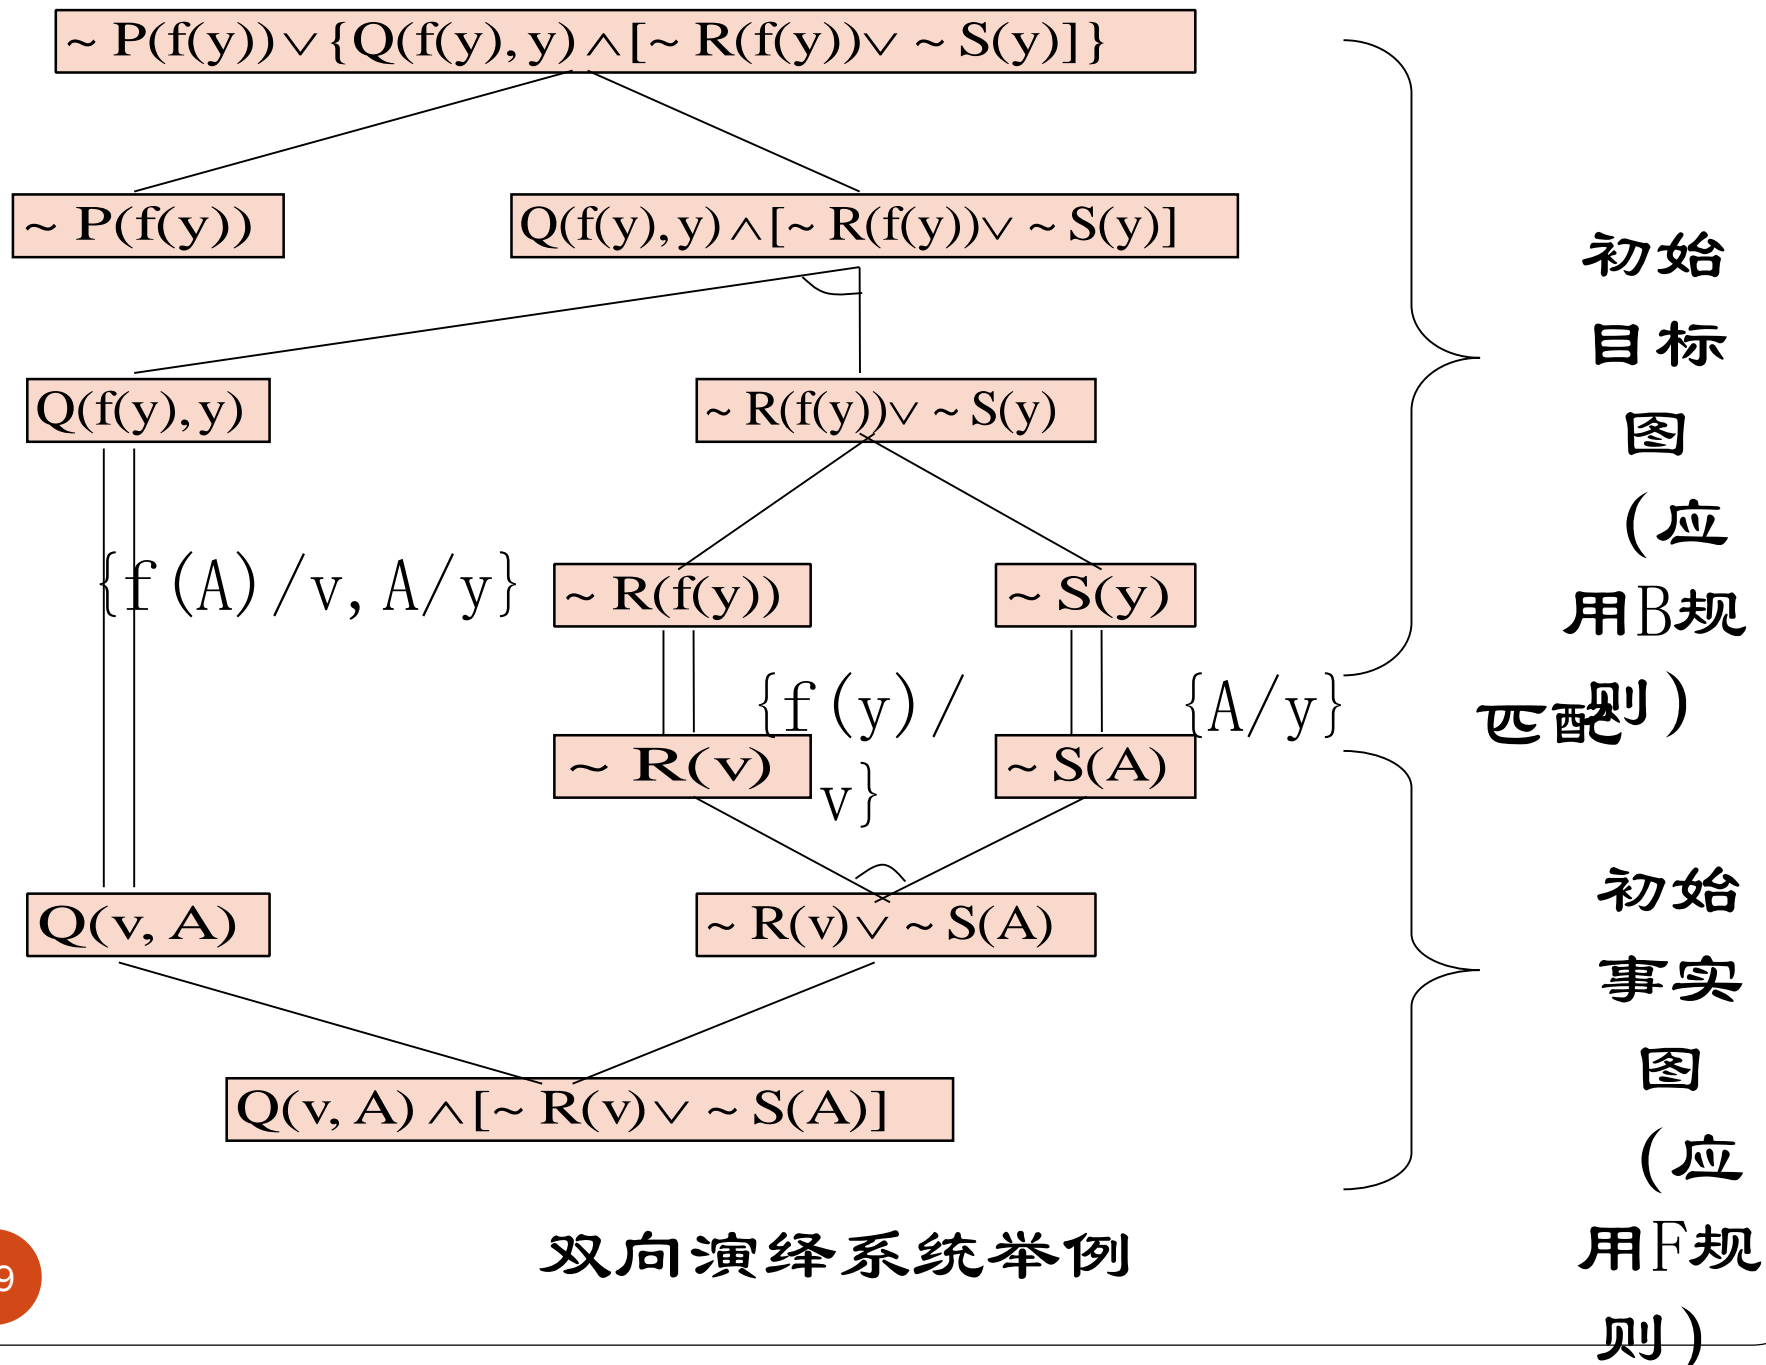 ~ P(f(y))∨{Q(f(y),y)∧[~ R(f(y))∨ ~ S(y)]}
~ P(f(y))
Q(f(y),y)∧[~ R(f(y))∨ ~ S(y)]
Q(f(y),y)
~ R(f(y))∨ ~ S(y)
{f(A)/v,A/y}
~ R(f(y))
~ S(y)
{f(y)/
v}
{A/y}
~ R(v)
~ S(A)
Q(v,A)
~ R(v)∨ ~ S(A)
Q(v,A)∧[~ R(v)∨ ~ S(A)]
初始
目标
图
(应
用B规
则)
匹配
初始
事实
图
(应
用F规
则)
双向演绎系统举例
9